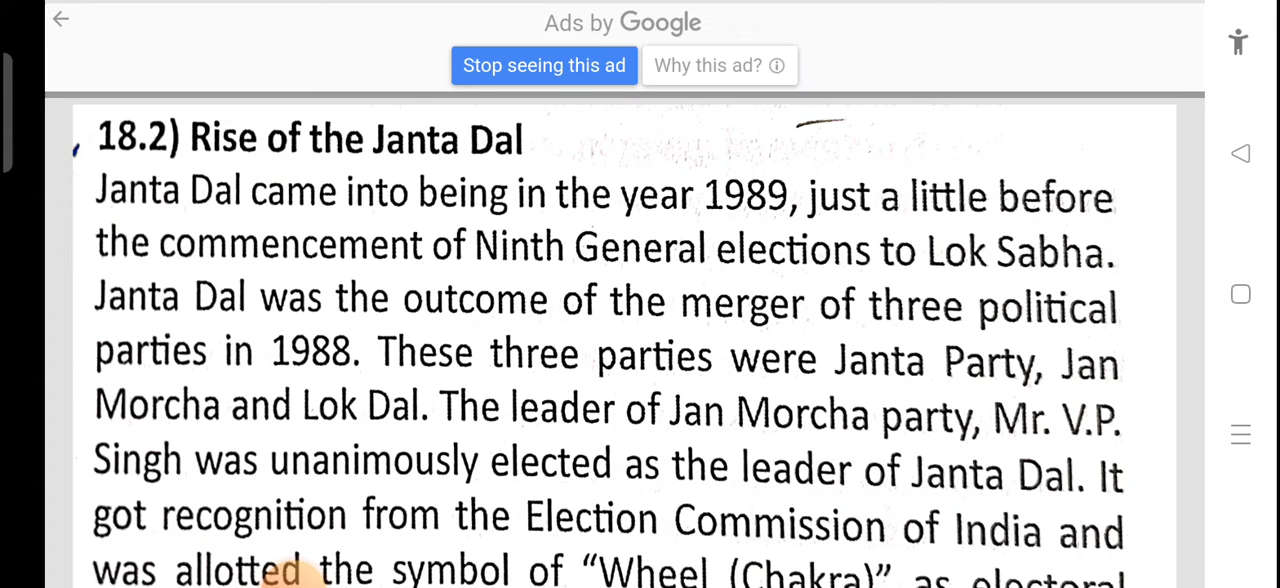 Ads by Google
Stop seeing this ad
Why this ad?
18.2) Rise of the Janta Dal
Janta Dal came into being in the year 1989, just a little before
the commencement of Ninth General elections to Lok Sabha.
Janta Dal was the outcome of the merger of three political
parties in 1988. These three parties were Janta Party, Jan
Morcha and Lok Dal. The leader of Jan Morcha party, Mr. V.P.
Singh was unanimously elected as the leader of Janta Dal. It
got recognition from the Election Commission of India and
was allotted the symbol of “Wheel (Chakra)” as electoral